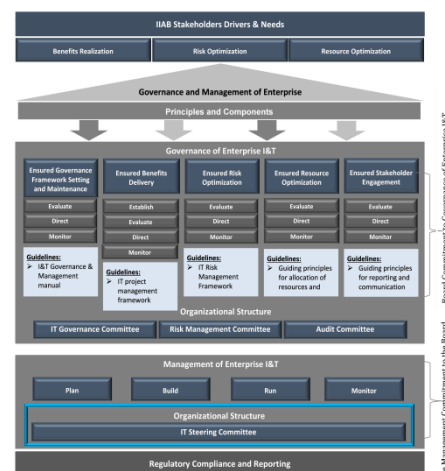 IIAB Stakeholders Drivers & Needs
Benefits Realization
Risk Optimization
Resource Optimization
Governance and Management of Enterprise
Principles and Components
Governance of Enterprise I&T
Ensured Governance
Framework Setting
and Maintenance
Evaluate
Direct
Monitor
Guidelines:
➢ I&T Governance &
Management
manual
Ensured Benefits
Delivery
Establish
Evaluate
Direct
Monitor
Guidelines:
➢ IT project
management
framework
Ensured Risk
Optimization
Evaluate
Direct
Monitor
Guidelines:
➢ IT Risk
Management
Framework
Ensured Resource
Optimization
Evaluate
Direct
Monitor
Guidelines:
➢ Guiding principles
for allocation of
resources and
Ensured Stakeholder
Engagement
Evaluate
Direct
Monitor
Guidelines:
➢ Guiding principles
for reporting and
communication
Organizational Structure
IT Governance Committee
Risk Management Committee
Audit Committee
Board Commitment to Governance of Enterprise I&T
Management of Enterprise I&T
Plan
Build
Run
Monitor
Organizational Structure
IT Steering Committee
Management Commitment to the Board
Regulatory Compliance and Reporting